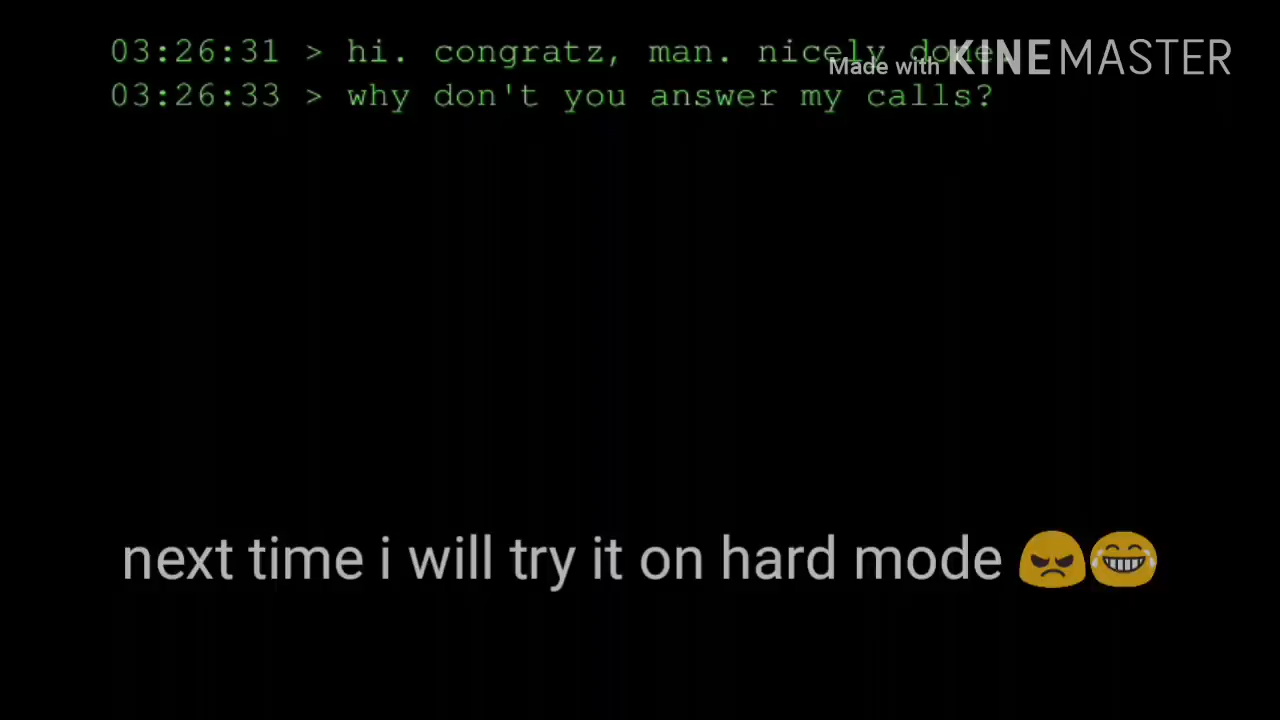 03:26:31 > hi. congratz, man. nicely done.
Made with KINEMASTER
03:26:33 > why don't you answer my calls?
next time i will try it on hard mode 😠😂